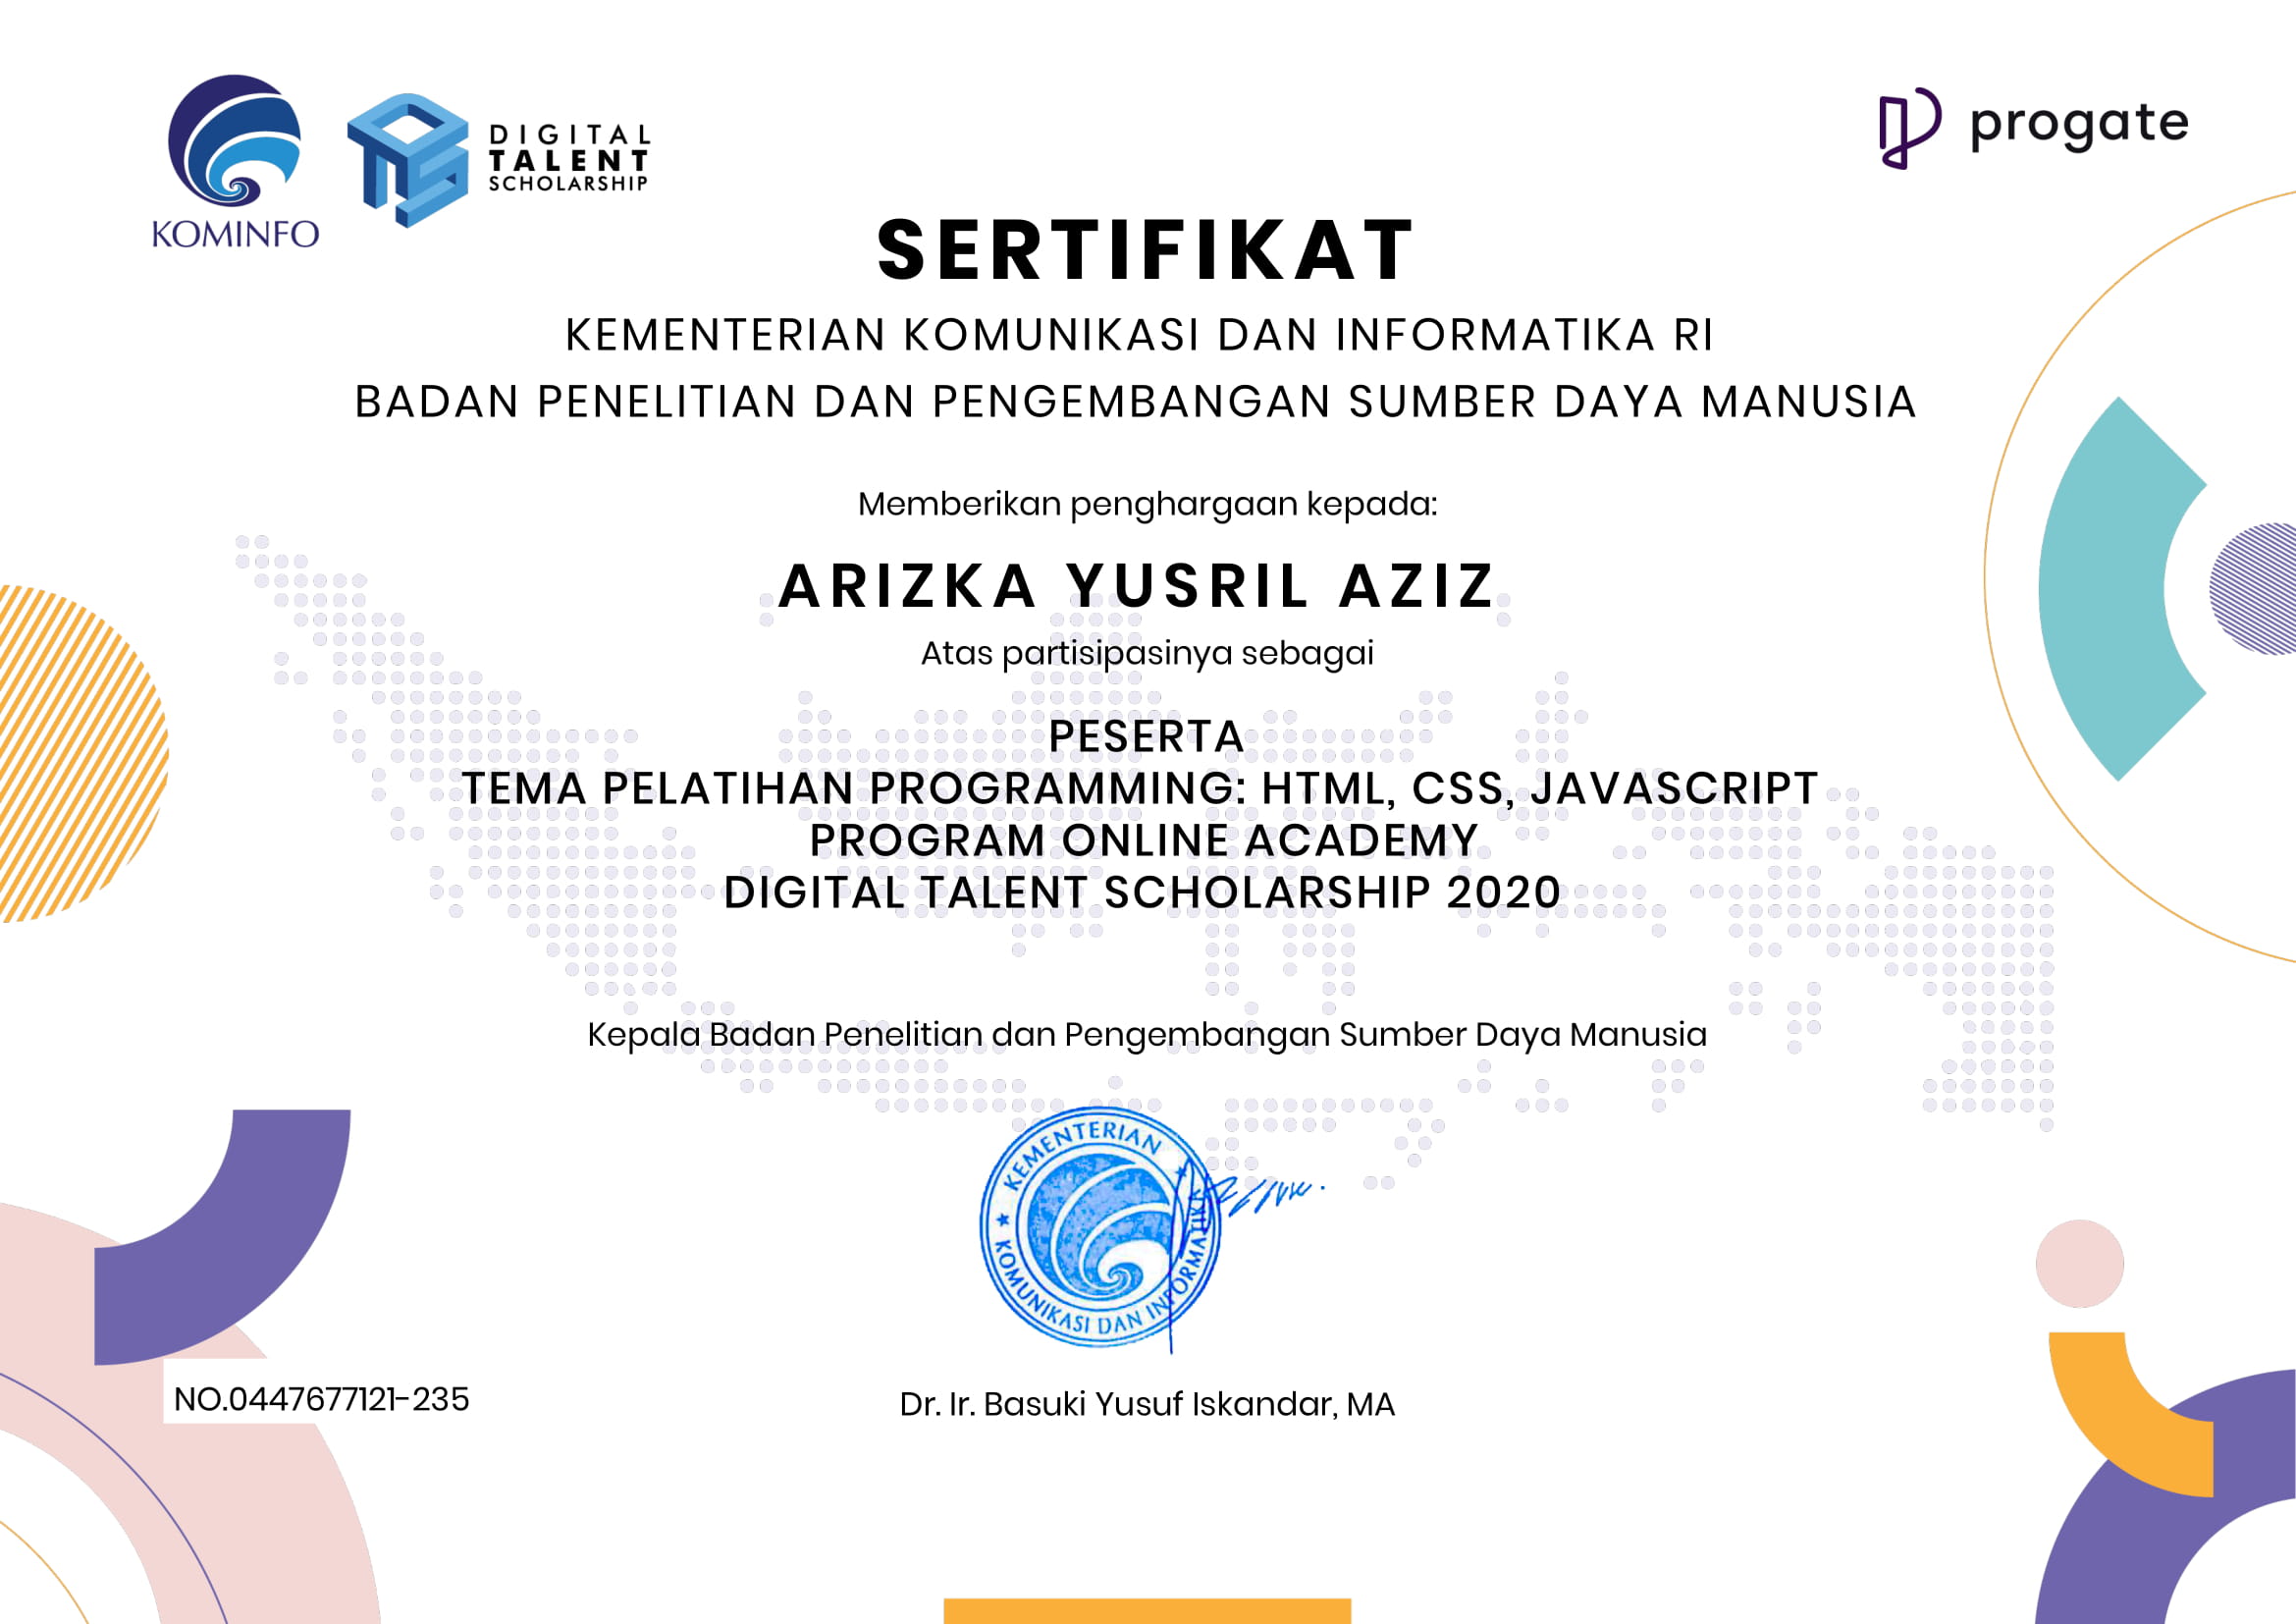 KOMINFO
DIGITAL
TALENT
SCHOLARSHIP
progate
SERTIFIKAT
KEMENTERIAN KOMUNIKASI DAN INFORMATIKA RI
BADAN PENELITIAN DAN PENGEMBANGAN SUMBER DAYA MANUSIA
Memberikan penghargaan kepada:
ARIZKA YUSRIL AZIZ
Atas partisipasinya sebagai
PESERTA
TEMA PELATIHAN PROGRAMMING: HTML, CSS, JAVASCRIPT
PROGRAM ONLINE ACADEMY
DIGITAL TALENT SCHOLARSHIP 2020
Kepala Badan Penelitian dan Pengembangan Sumber Daya Manusia
KEMENTERIAN
KOMUNIKASI DAN INFORMATIKA
NO.0447677121-235
Dr. Ir. Basuki Yusuf Iskandar, MA